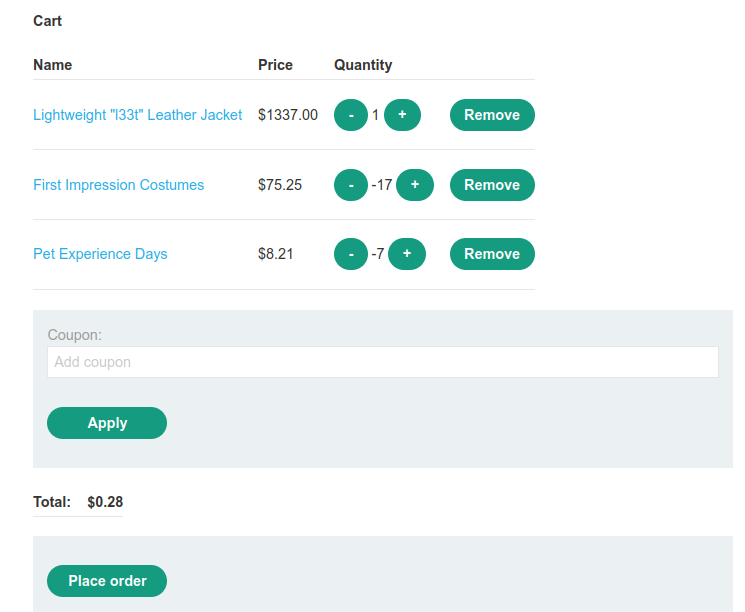 Cart
Name Price Quantity
Lightweight "l33t" Leather Jacket $1337.00 - 1 + Remove
First Impression Costumes $75.25 - -17 + Remove
Pet Experience Days $8.21 - -7 + Remove
Coupon:
Add coupon
Apply
Total: $0.28
Place order